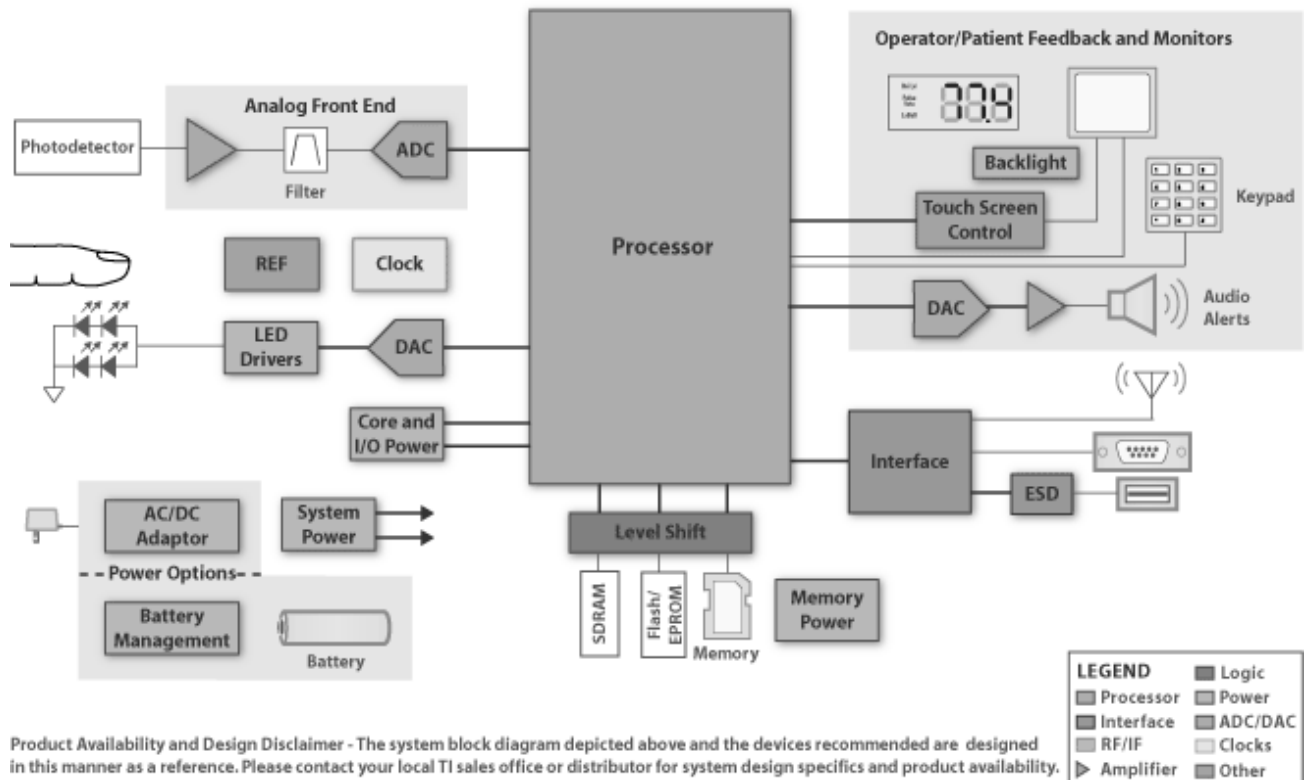 Operator/Patient Feedback and Monitors
77.4
Backlight
Touch Screen
Control
Keypad
DAC
Audio
Alerts
Analog Front End
Photodetector
Filter
ADC
Processor
REF
Clock
LED
Drivers
DAC
Core and
I/O Power
Interface
ESD
AC/DC
Adaptor
System
Power
Power Options
Battery
Management
Battery
Level Shift
SDRAM
Flash/
EPROM
Memory
Memory
Power
LEGEND
Processor
Interface
RF/IF
Amplifier
Logic
Power
ADC/DAC
Clocks
Other
Product Availability and Design Disclaimer - The system block diagram depicted above and the devices recommended are designed
in this manner as a reference. Please contact your local TI sales office or distributor for system design specifics and product availability.